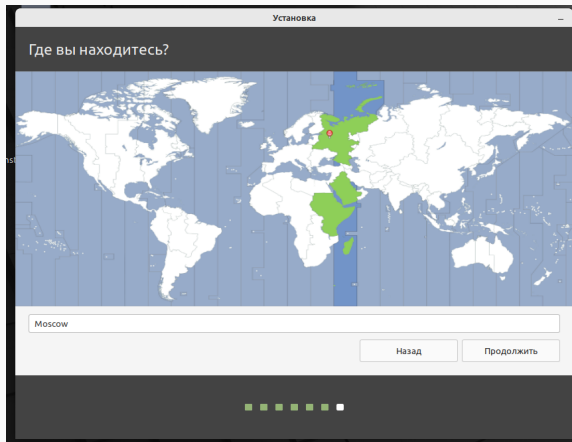 Установка
Где вы находитесь?
Moscow
Назад
Продолжить